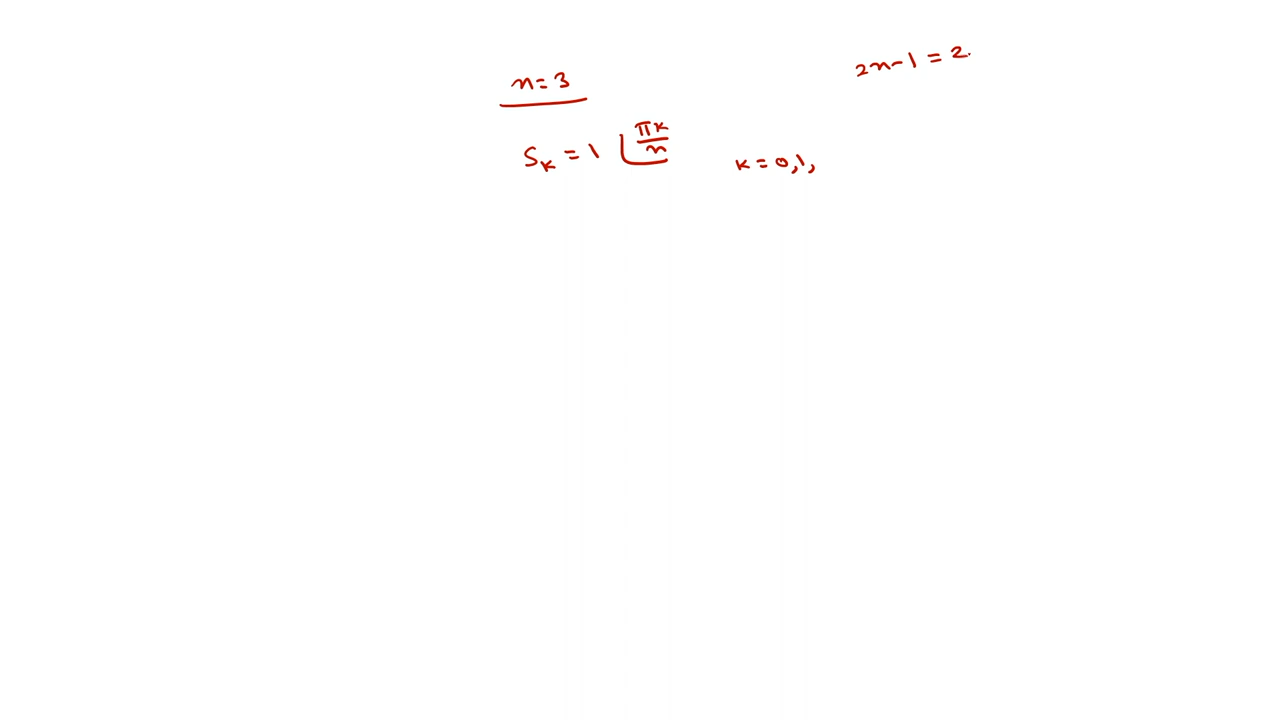 2n-1 = 2.
n=3
S_k = 1 ∠πk/n    k = 0,1,